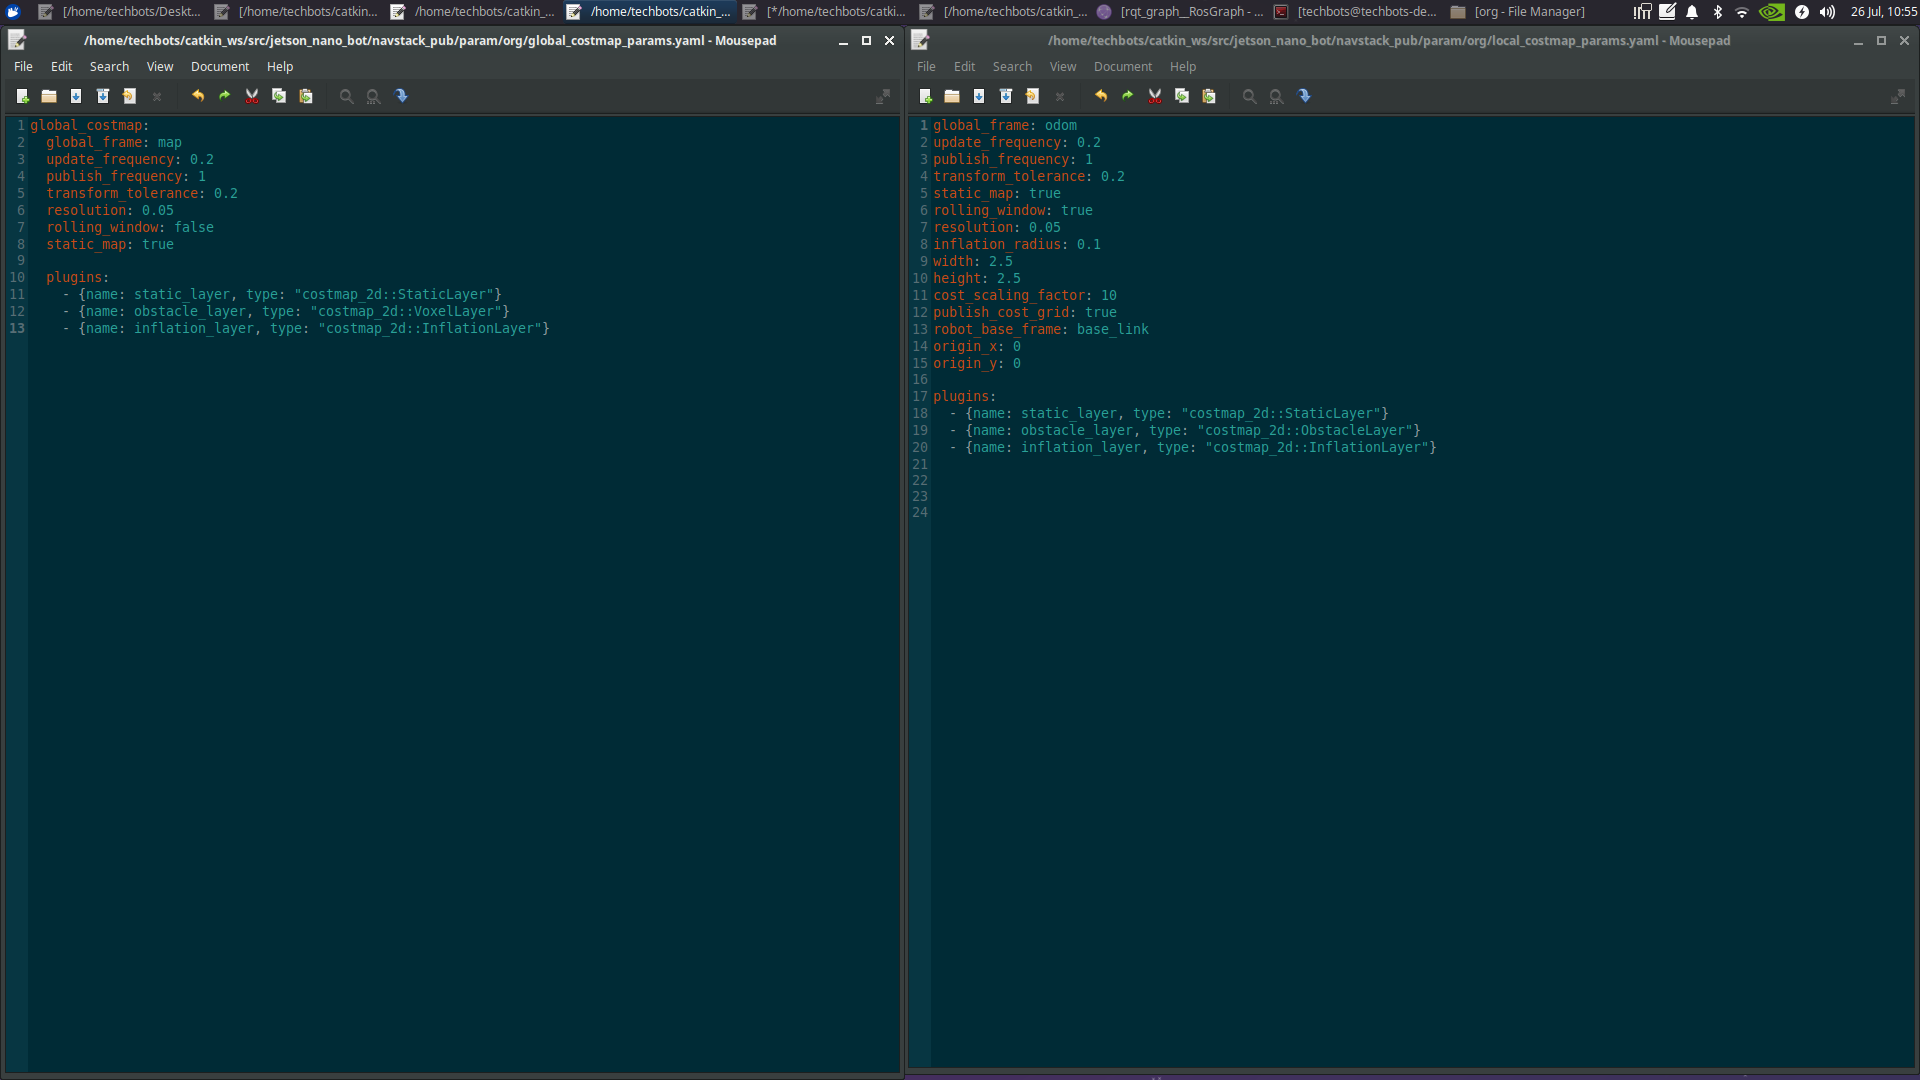 [/home/techbots/Deskt...
[/home/techbots/catkin...
/home/techbots/catkin_...
/home/techbots/catkin_...
[*/home/techbots/catki...
[/home/techbots/catkin_...
[rqt_graph__RosGraph - ...
[techbots@techbots-de...
[org - File Manager]
26 Jul, 10:55
/home/techbots/catkin_ws/src/jetson_nano_bot/navstack_pub/param/org/global_costmap_params.yaml - Mousepad
File Edit Search View Document Help
1 global_costmap:
2   global_frame: map
3   update_frequency: 0.2
4   publish_frequency: 1
5   transform_tolerance: 0.2
6   resolution: 0.05
7   rolling_window: false
8   static_map: true
9
10   plugins:
11     - {name: static_layer, type: "costmap_2d::StaticLayer"}
12     - {name: obstacle_layer, type: "costmap_2d::VoxelLayer"}
13     - {name: inflation_layer, type: "costmap_2d::InflationLayer"}
/home/techbots/catkin_ws/src/jetson_nano_bot/navstack_pub/param/org/local_costmap_params.yaml - Mousepad
File Edit Search View Document Help
1 global_frame: odom
2 update_frequency: 0.2
3 publish_frequency: 1
4 transform_tolerance: 0.2
5 static_map: true
6 rolling_window: true
7 resolution: 0.05
8 inflation_radius: 0.1
9 width: 2.5
10 height: 2.5
11 cost_scaling_factor: 10
12 publish_cost_grid: true
13 robot_base_frame: base_link
14 origin_x: 0
15 origin_y: 0
16
17 plugins:
18   - {name: static_layer, type: "costmap_2d::StaticLayer"}
19   - {name: obstacle_layer, type: "costmap_2d::ObstacleLayer"}
20   - {name: inflation_layer, type: "costmap_2d::InflationLayer"}
21
22
23
24